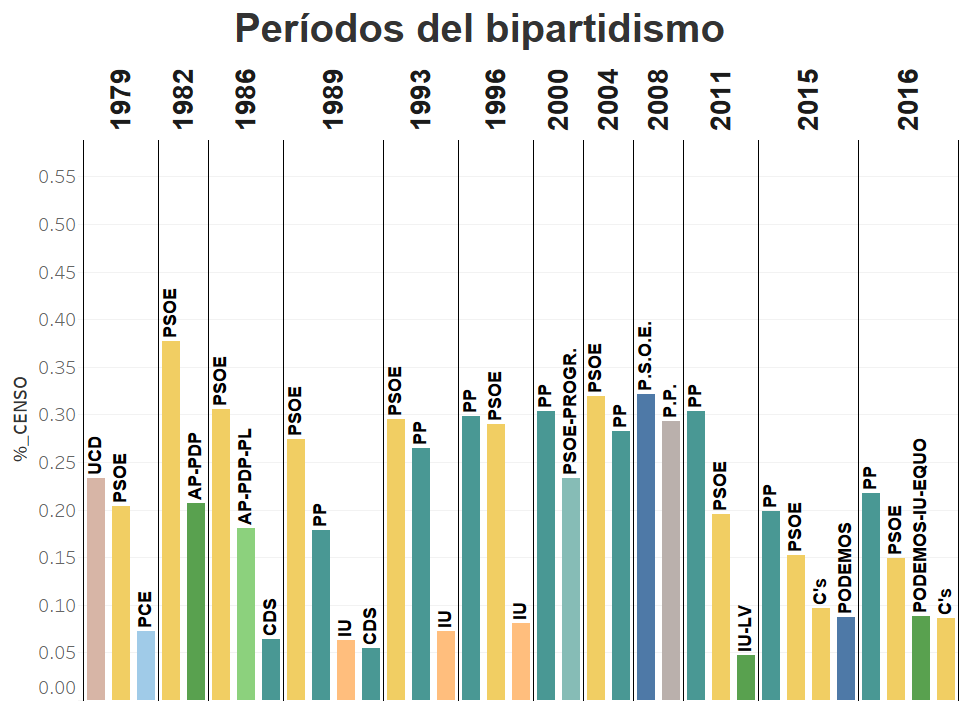 Períodos del bipartidismo
1979
1982
1986
1989
1993
1996
2000
2004
2008
2011
2015
2016
%_CENSO
0.55
0.50
0.45
0.40
0.35
0.30
0.25
0.20
0.15
0.10
0.05
0.00
UCD
PSOE
PCE
PSOE
AP-PDP
PSOE
AP-PDP-PL
CDS
PSOE
PP
IU
CDS
PSOE
PP
IU
PP
PSOE
IU
PP
PSOE-PROGR.
PSOE
PP
P.S.O.E.
P.P.
PP
PSOE
IU-LV
PP
PSOE
C's
PODEMOS
PP
PSOE
PODEMOS-IU-EQUO
C's